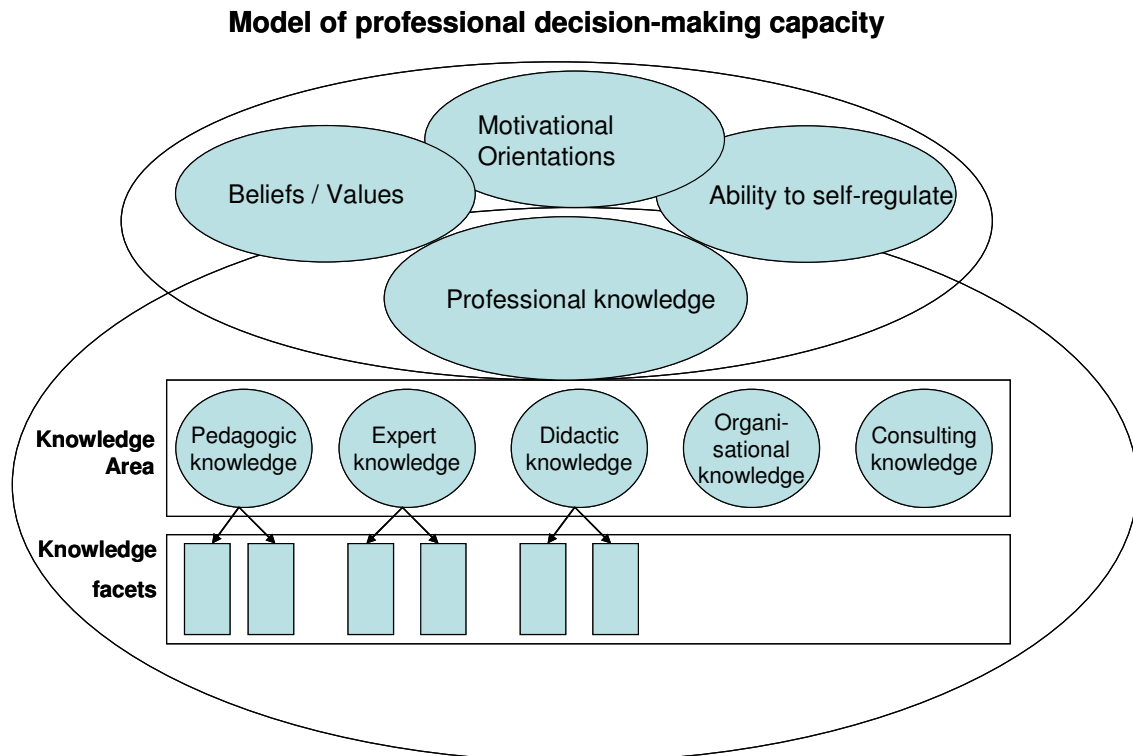 Model of professional decision-making capacity
Motivational
Orientations
Beliefs / Values
Ability to self-regulate
Professional knowledge
Knowledge
Area
Pedagogic
knowledge
Expert
knowledge
Didactic
knowledge
Organi-
sational
knowledge
Consulting
knowledge
Knowledge
facets